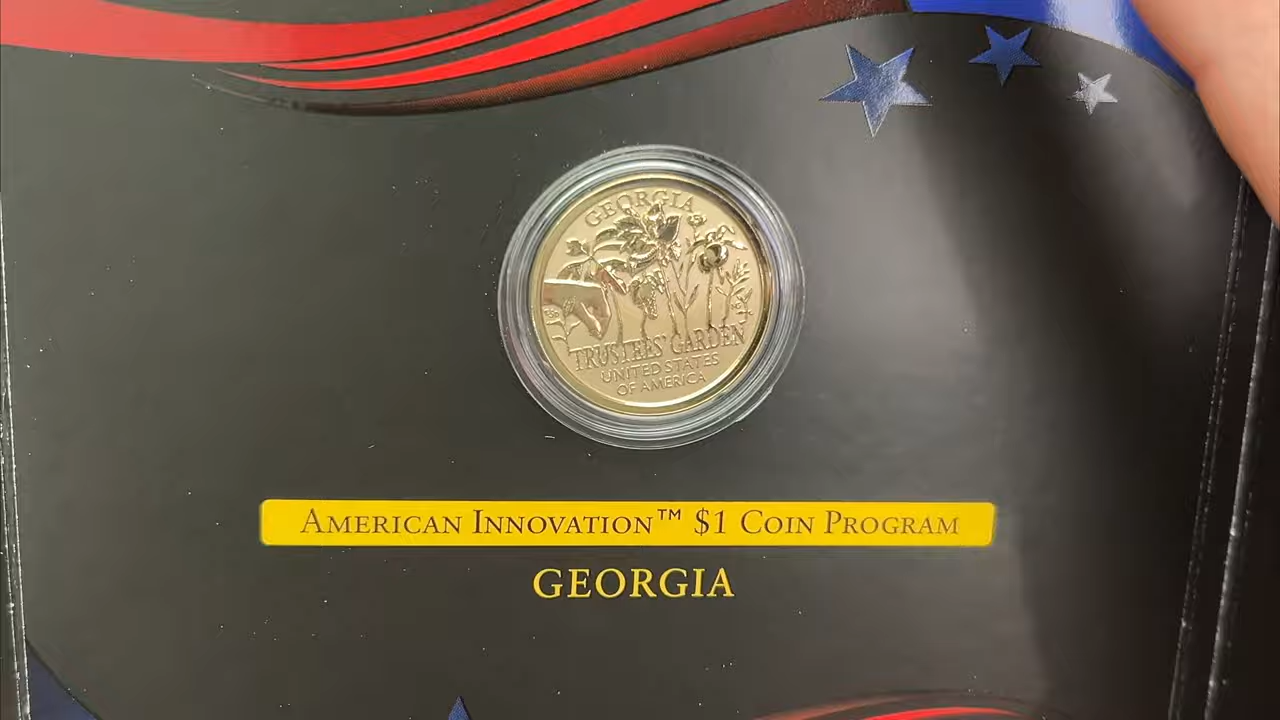 GEORGIA
TRUSTEES' GARDEN
UNITED STATES
OF AMERICA
AMERICAN INNOVATION™ $1 COIN PROGRAM
GEORGIA